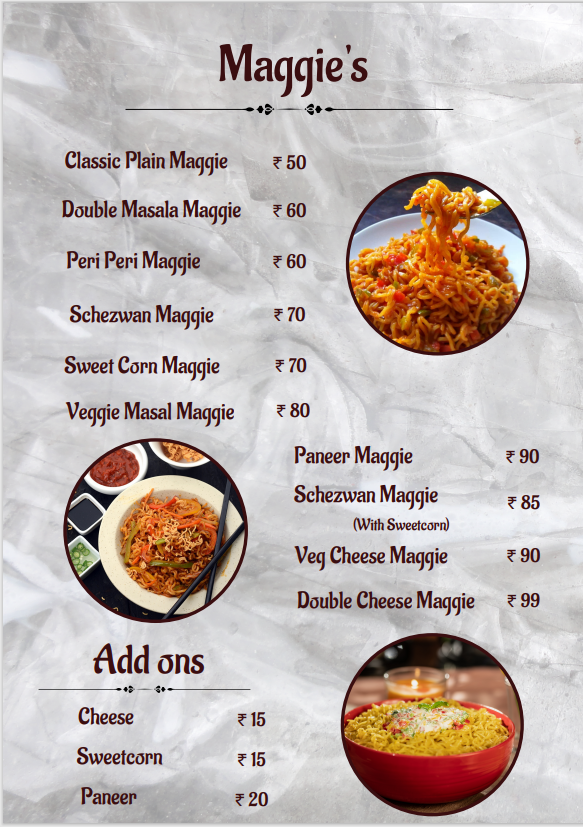 Maggie's
Classic Plain Maggie ₹ 50
Double Masala Maggie ₹ 60
Peri Peri Maggie ₹ 60
Schezwan Maggie ₹ 70
Sweet Corn Maggie ₹ 70
Veggie Masal Maggie ₹ 80
Paneer Maggie ₹ 90
Schezwan Maggie ₹ 85
(With Sweetcorn)
Veg Cheese Maggie ₹ 90
Double Cheese Maggie ₹ 99
Add ons
Cheese ₹ 15
Sweetcorn ₹ 15
Paneer ₹ 20